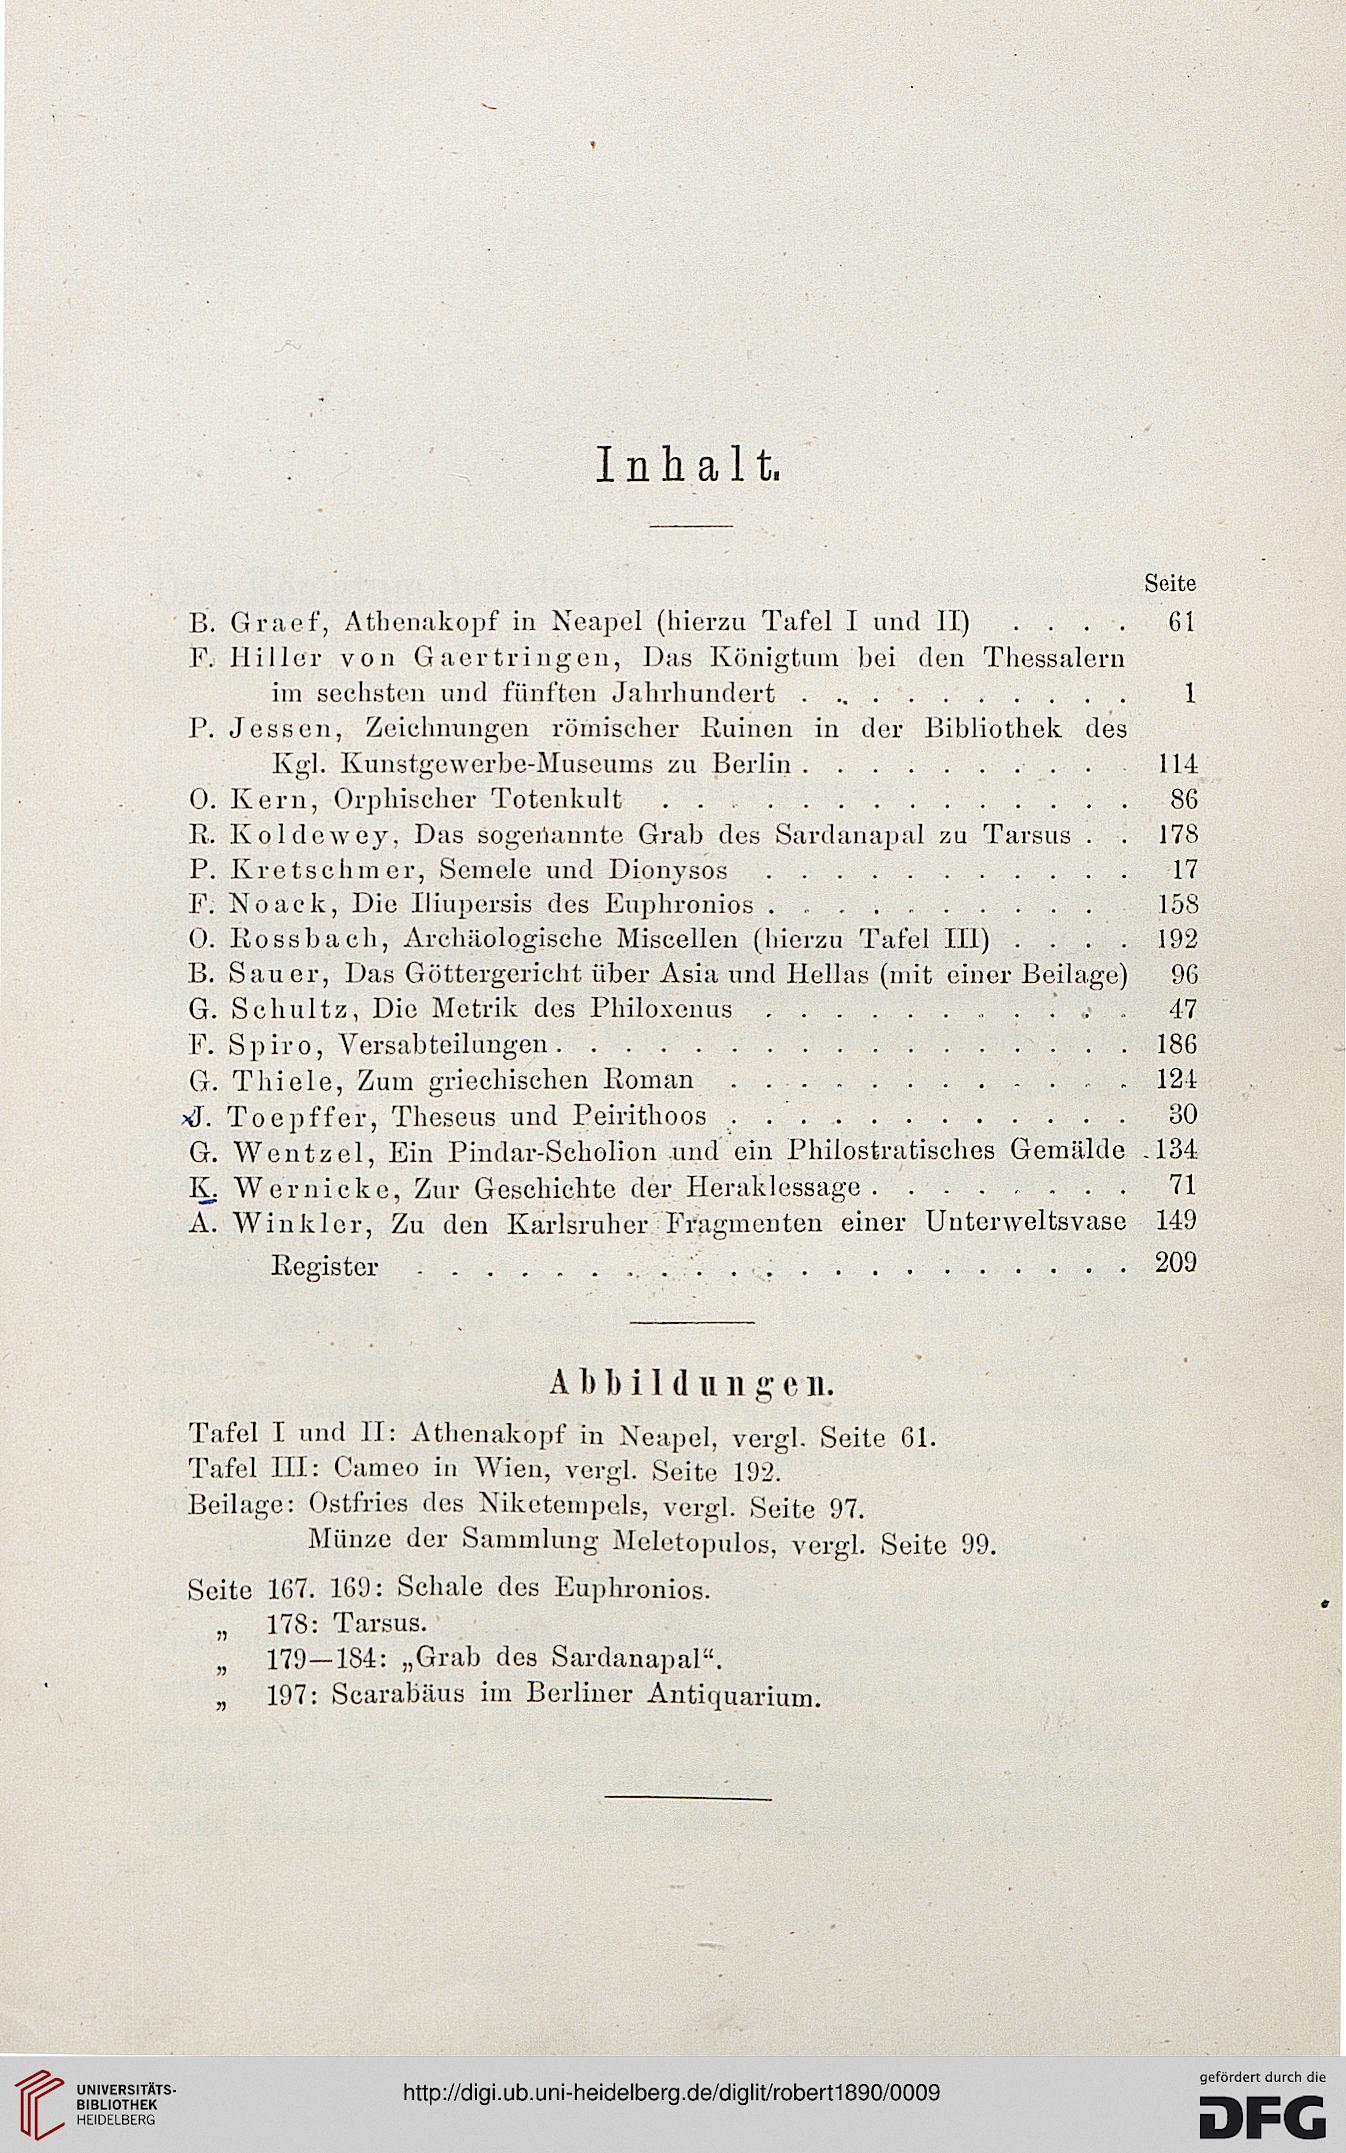 Inhalt.
Seite
B. Graef, Athenakopf in Neapel (hierzu Tafel I und II) . . . . 61
F. Hiller von Gaertringen, Das Königtum bei den Thessalern
im sechsten und fünften Jahrhundert . . . . . . . . . . 1
P. Jessen, Zeichnungen römischer Ruinen in der Bibliothek des
Kgl. Kunstgewerbe-Museums zu Berlin . . . . . . . . . . 114
O. Kern, Orphischer Totenkult . . . . . . . . . . . . . . 86
R. Koldewey, Das sogenannte Grab des Sardanapal zu Tarsus . . 178
P. Kretschmer, Semele und Dionysos . . . . . . . . . . . 17
F. Noack, Die Iliupersis des Euphronios . . . . . . . . . . 158
O. Rossbach, Archäologische Miscellen (hierzu Tafel III) . . . . 192
B. Sauer, Das Göttergericht über Asia und Hellas (mit einer Beilage) 96
G. Schultz, Die Metrik des Philoxenus . . . . . . . . . . . 47
F. Spiro, Versabteilungen . . . . . . . . . . . . . . . . . 186
G. Thiele, Zum griechischen Roman . . . . . . . . . . . . 124
xJ. Toepffer, Theseus und Peirithoos . . . . . . . . . . . . 30
G. Wentzel, Ein Pindar-Scholion und ein Philostratisches Gemälde . 134
K. Wernicke, Zur Geschichte der Heraklessage . . . . . . . . 71
A. Winkler, Zu den Karlsruher Fragmenten einer Unterweltsvase 149
Register . . . . . . . . . . . . . . . . . . . . . 209
Abbildungen.
Tafel I und II: Athenakopf in Neapel, vergl. Seite 61.
Tafel III: Cameo in Wien, vergl. Seite 192.
Beilage: Ostfries des Niketempels, vergl. Seite 97.
Münze der Sammlung Meletopulos, vergl. Seite 99.
Seite 167. 169: Schale des Euphronios.
„ 178: Tarsus.
„ 179—184: „Grab des Sardanapal“.
„ 197: Scarabäus im Berliner Antiquarium.
UNIVERSITÄTS-
BIBLIOTHEK
HEIDELBERG
http://digi.ub.uni-heidelberg.de/diglit/robert1890/0009
gefördert durch die
DFG